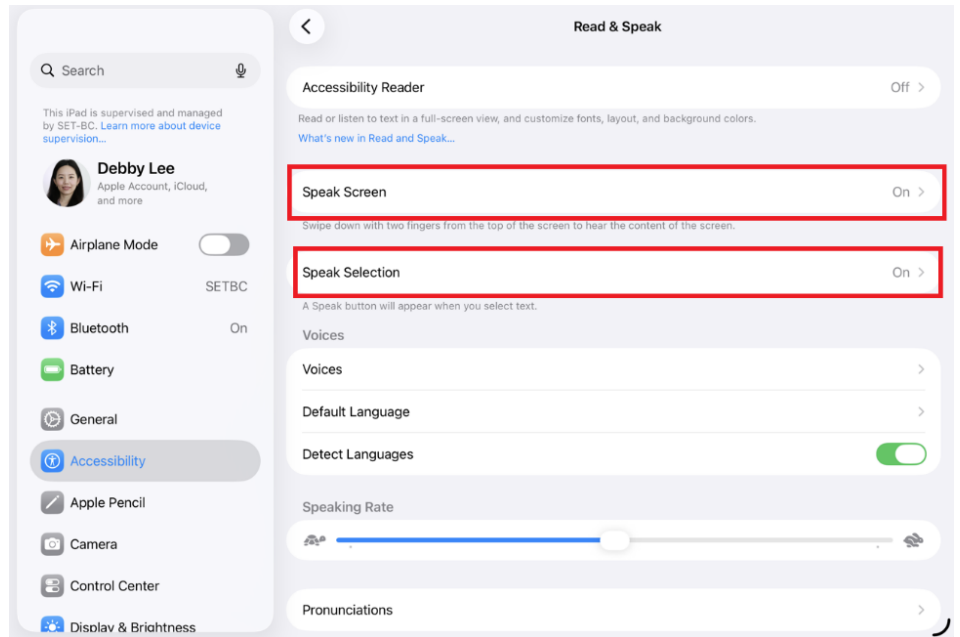 Search
This iPad is supervised and managed
by SET-BC. Learn more about device
supervision...
Debby Lee
Apple Account, iCloud,
and more
Airplane Mode
Wi-Fi SETBC
Bluetooth On
Battery
General
Accessibility
Apple Pencil
Camera
Control Center
Display & Brightness
Read & Speak
Accessibility Reader Off
Read or listen to text in a full-screen view, and customize fonts, layout, and background colors.
What's new in Read and Speak...
Speak Screen On
Swipe down with two fingers from the top of the screen to hear the content of the screen.
Speak Selection On
A Speak button will appear when you select text.
Voices
Voices
Default Language
Detect Languages
Speaking Rate
Pronunciations